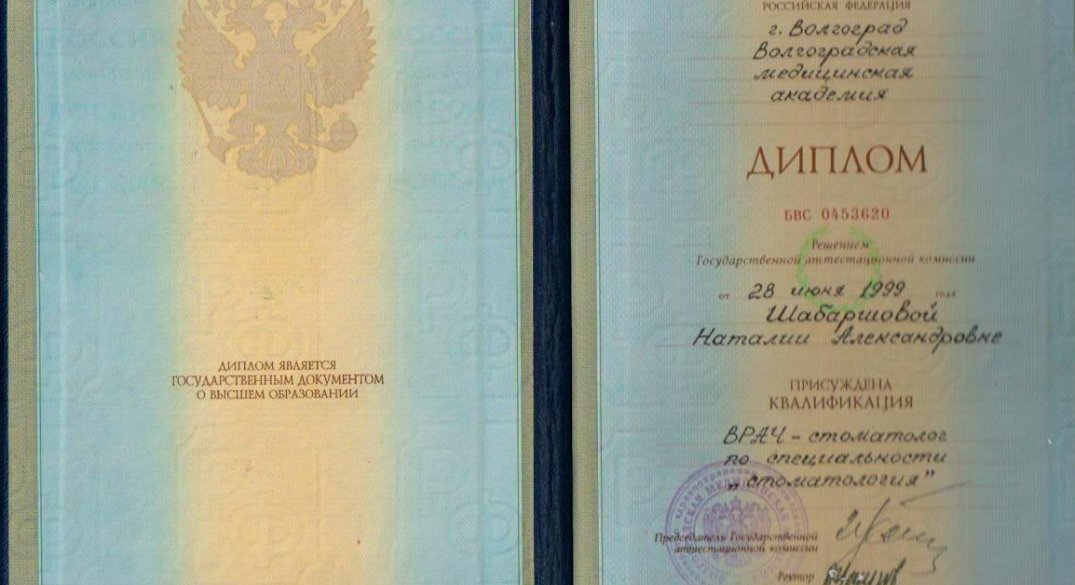 ДИПЛОМ ЯВЛЯЕТСЯ
ГОСУДАРСТВЕННЫМ ДОКУМЕНТОМ
О ВЫСШЕМ ОБРАЗОВАНИИ
РОССИЙСКАЯ ФЕДЕРАЦИЯ
г. Волгоград
Волгоградская
медицинская
академия
ДИПЛОМ
БВС 0453620
Решением
Государственной аттестационной комиссии
от 28 июня 1999 года
Шабаршовой
Наталии Александровне
ПРИСУЖДЕНА
КВАЛИФИКАЦИЯ
ВРАЧ - стоматолог
по специальности
„стоматология"
Председатель Государственной
аттестационной комиссии
Ректор